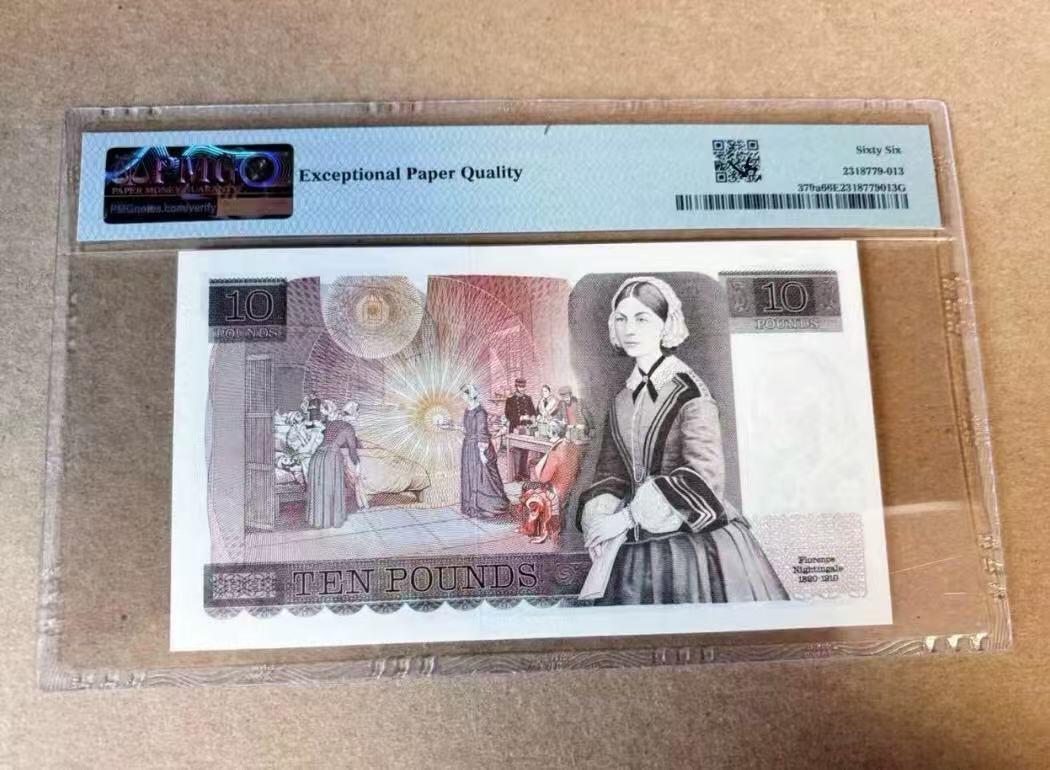 PMG
PAPER MONEY GUARANTY
PMGnotes.com/verify
Exceptional Paper Quality
Sixty Six
2318779-013
379a66E2318779013G
10
POUNDS
10
POUNDS
TEN POUNDS
Florence
Nightingale
1820-1910